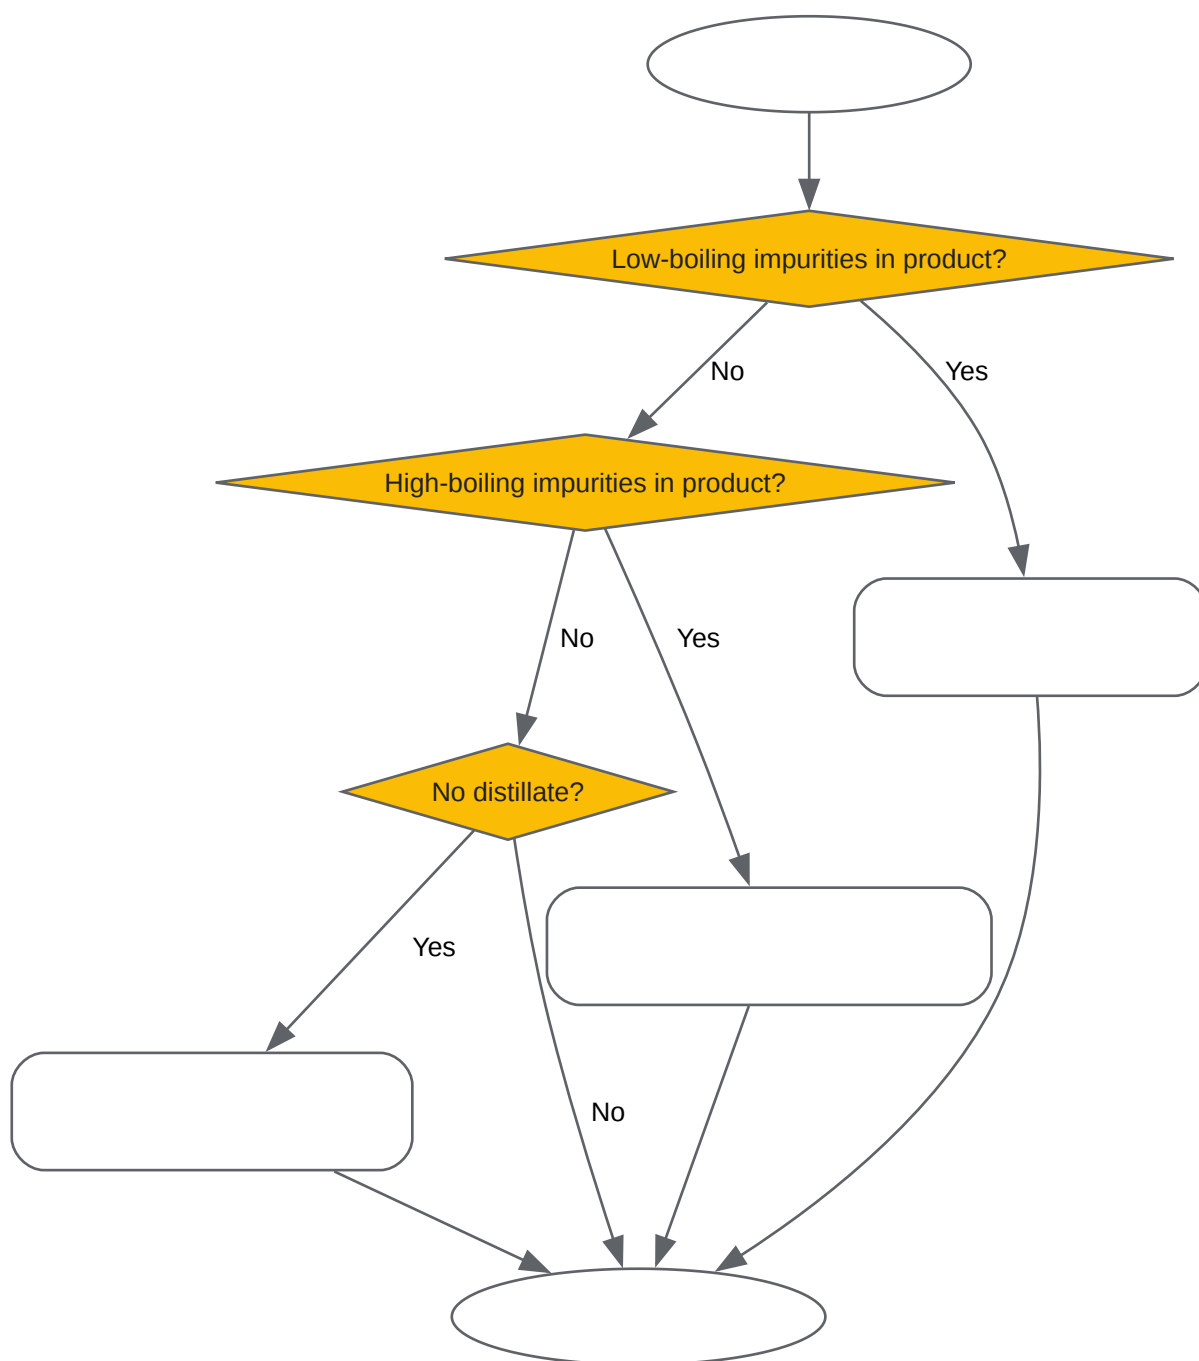 Low-boiling impurities in product?
No
Yes
High-boiling impurities in product?
No
Yes
No distillate?
Yes
No